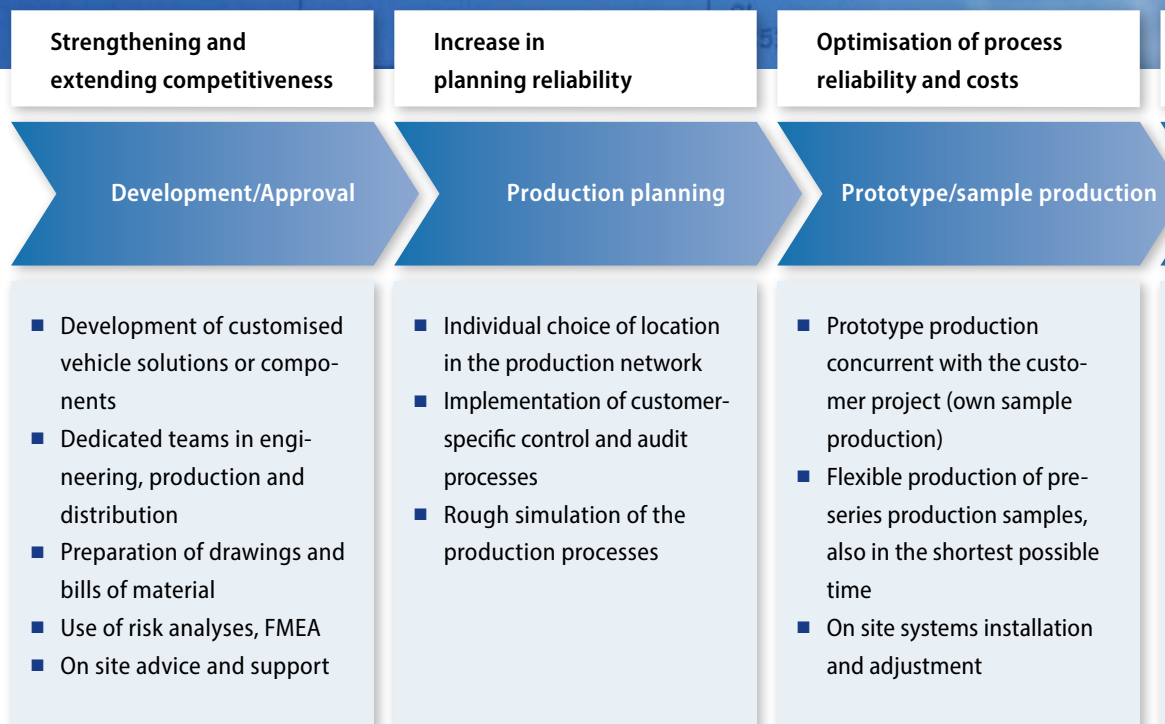 Strengthening and
extending competitiveness
Increase in
planning reliability
Optimisation of process
reliability and costs
Development/Approval
Production planning
Prototype/sample production
■ Development of customised
vehicle solutions or compo-
nents
■ Dedicated teams in engi-
neering, production and
distribution
■ Preparation of drawings and
bills of material
■ Use of risk analyses, FMEA
■ On site advice and support
■ Individual choice of location
in the production network
■ Implementation of customer-
specific control and audit
processes
■ Rough simulation of the
production processes
■ Prototype production
concurrent with the custo-
mer project (own sample
production)
■ Flexible production of pre-
series production samples,
also in the shortest possible
time
■ On site systems installation
and adjustment